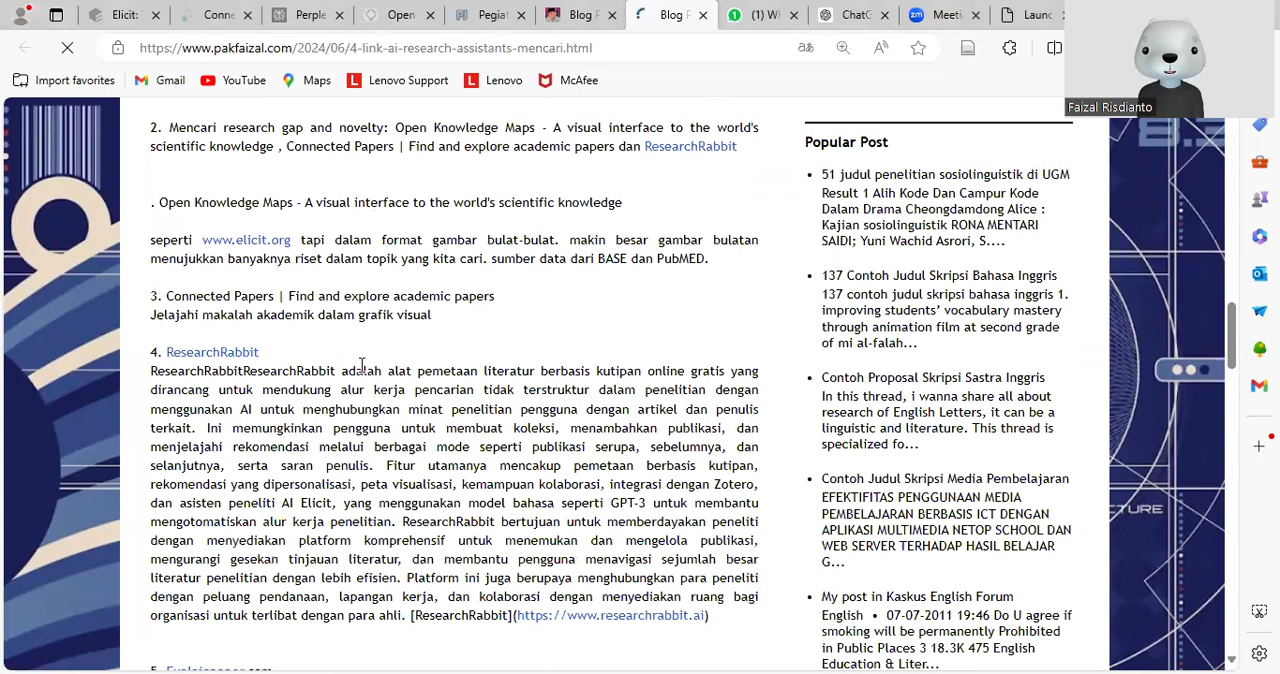 Elicit:
Conne
Perple
Open
Pegiat
Blog F
Blog F
(1) W
ChatG
Meeti
Launc
https://www.pakfaizal.com/2024/06/4-link-ai-research-assistants-mencari.html
Import favorites
Gmail
YouTube
Maps
Lenovo Support
Lenovo
McAfee
Faizal Risdianto
2. Mencari research gap and novelty: Open Knowledge Maps - A visual interface to the world's
scientific knowledge , Connected Papers | Find and explore academic papers dan ResearchRabbit
. Open Knowledge Maps - A visual interface to the world's scientific knowledge
seperti www.elicit.org tapi dalam format gambar bulat-bulat. makin besar gambar bulatan
menujukkan banyaknya riset dalam topik yang kita cari. sumber data dari BASE dan PubMED.
3. Connected Papers | Find and explore academic papers
Jelajahi makalah akademik dalam grafik visual
4. ResearchRabbit
ResearchRabbitResearchRabbit adalah alat pemetaan literatur berbasis kutipan online gratis yang
dirancang untuk mendukung alur kerja pencarian tidak terstruktur dalam penelitian dengan
menggunakan AI untuk menghubungkan minat penelitian pengguna dengan artikel dan penulis
terkait. Ini memungkinkan pengguna untuk membuat koleksi, menambahkan publikasi, dan
menjelajahi rekomendasi melalui berbagai mode seperti publikasi serupa, sebelumnya, dan
selanjutnya, serta saran penulis. Fitur utamanya mencakup pemetaan berbasis kutipan,
rekomendasi yang dipersonalisasi, peta visualisasi, kemampuan kolaborasi, integrasi dengan Zotero,
dan asisten peneliti AI Elicit, yang menggunakan model bahasa seperti GPT-3 untuk membantu
mengotomatiskan alur kerja penelitian. ResearchRabbit bertujuan untuk memberdayakan peneliti
dengan menyediakan platform komprehensif untuk menemukan dan mengelola publikasi,
mengurangi gesekan tinjauan literatur, dan membantu pengguna menavigasi sejumlah besar
literatur penelitian dengan lebih efisien. Platform ini juga berupaya menghubungkan para peneliti
dengan peluang pendanaan, lapangan kerja, dan kolaborasi dengan menyediakan ruang bagi
organisasi untuk terlibat dengan para ahli. [ResearchRabbit](https://www.researchrabbit.ai)
Popular Post
51 judul penelitian sosiolinguistik di UGM
Result 1 Alih Kode Dan Campur Kode
Dalam Drama Cheongdamdong Alice :
Kajian sosiolinguistik RONA MENTARI
SAIDI; Yuni Wachid Asrori, S....
137 Contoh Judul Skripsi Bahasa Inggris
137 contoh judul skripsi bahasa inggris 1.
improving students’ vocabulary mastery
through animation film at second grade
of mi al-falah...
Contoh Proposal Skripsi Sastra Inggris
In this thread, i wanna share all about
research of English Letters, it can be a
linguistic and literature. This thread is
specialized fo...
Contoh Judul Skripsi Media Pembelajaran
EFEKTIFITAS PENGGUNAAN MEDIA
PEMBELAJARAN BERBASIS ICT DENGAN
APLIKASI MULTIMEDIA NETOP SCHOOL DAN
WEB SERVER TERHADAP HASIL BELAJAR
G...
My post in Kaskus English Forum
English • 07-07-2011 19:46 Do U agree if
smoking will be permanently Prohibited
in Public Places 3 18.3K 475 English
Education & Liter...